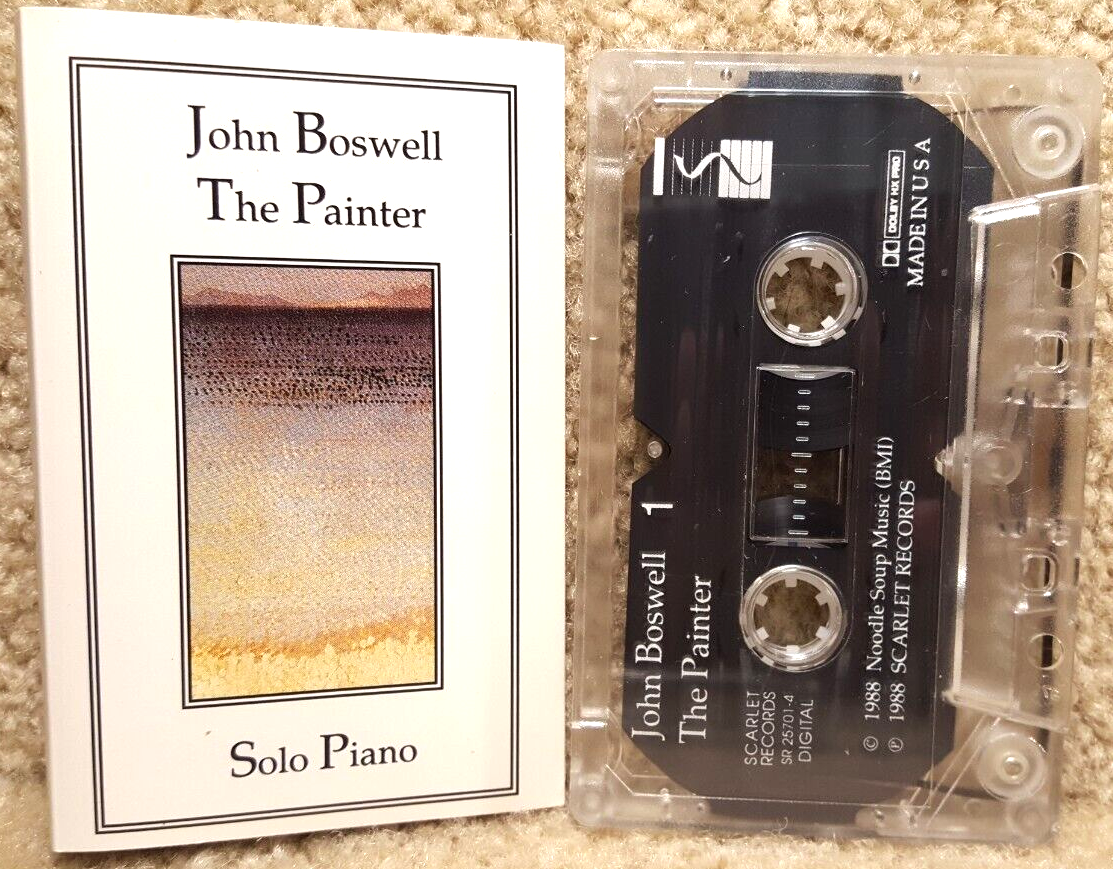 John Boswell
The Painter
Solo Piano
John Boswell 1
The Painter
SCARLET
RECORDS
SR 25701-4
DIGITAL
© 1988 Noodle Soup Music (BMI)
℗ 1988 SCARLET RECORDS
DOLBY HX PRO
MADE IN U S A